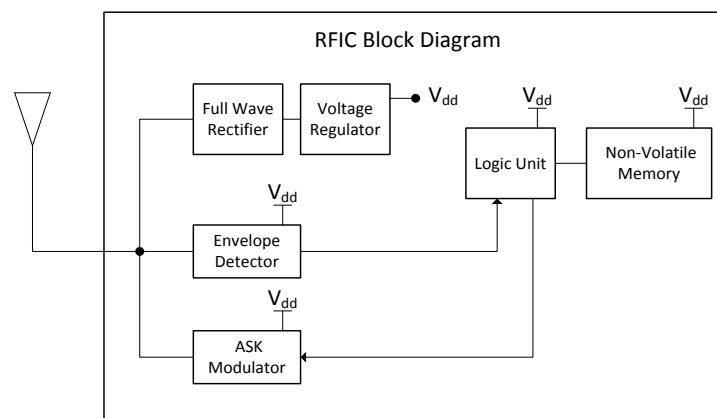 RFIC Block Diagram
Full Wave
Rectifier
Voltage
Regulator
Vdd
Vdd
Logic Unit
Vdd
Non-Volatile
Memory
Vdd
Envelope
Detector
Vdd
ASK
Modulator